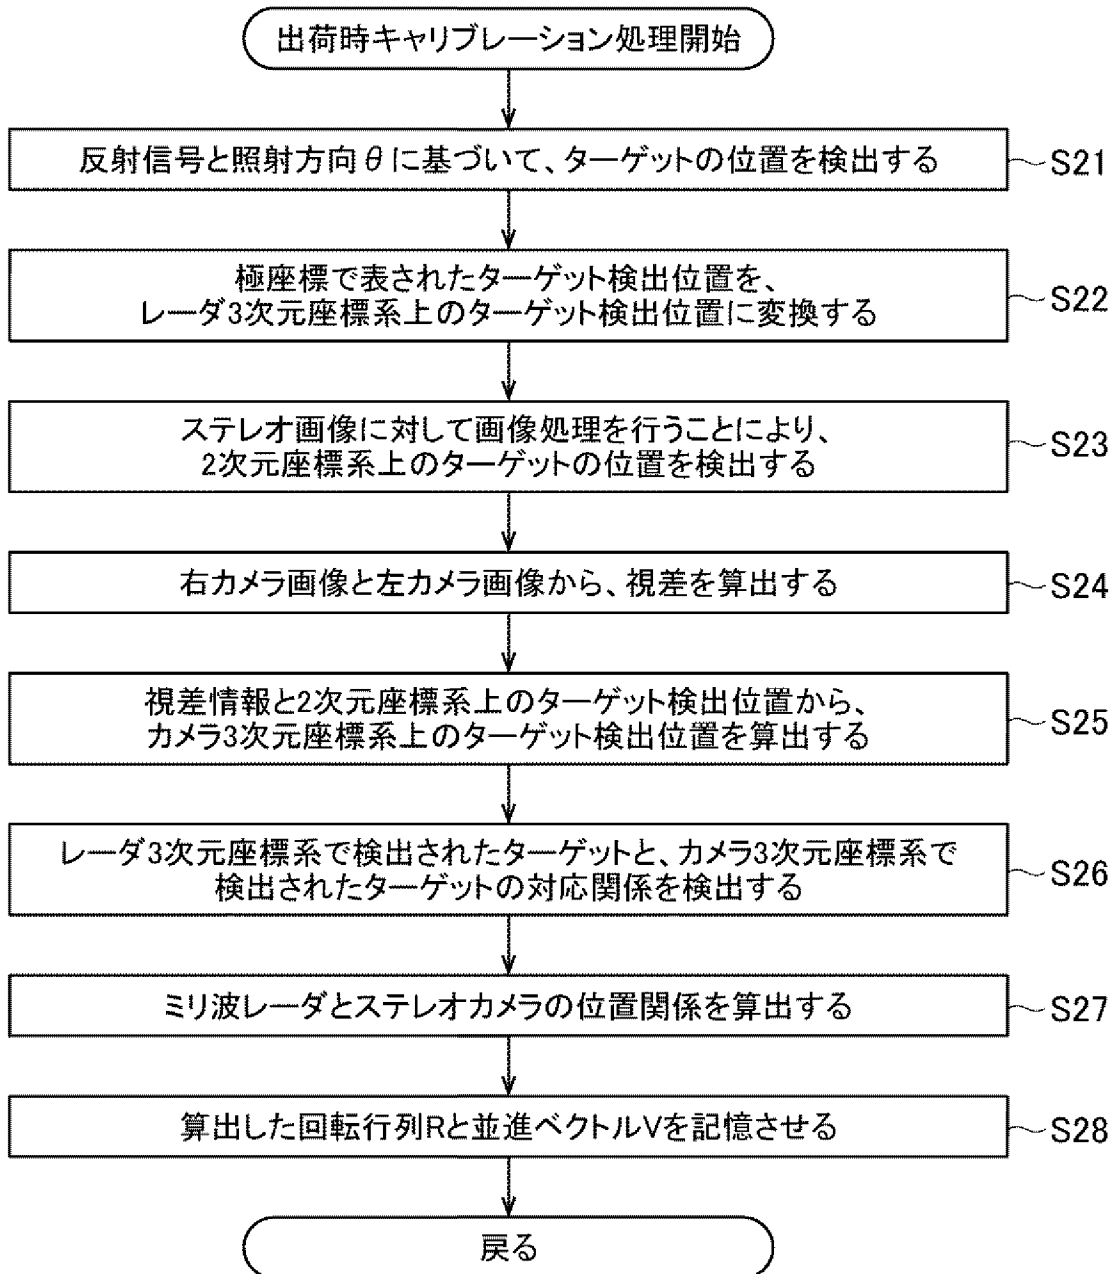 出荷時キャリブレーション処理開始
反射信号と照射方向θに基づいて、ターゲットの位置を検出する
S21
極座標で表されたターゲット検出位置を、
レーダ3次元座標系上のターゲット検出位置に変換する
S22
ステレオ画像に対して画像処理を行うことにより、
2次元座標系上のターゲットの位置を検出する
S23
右カメラ画像と左カメラ画像から、視差を算出する
S24
視差情報と2次元座標系上のターゲット検出位置から、
カメラ3次元座標系上のターゲット検出位置を算出する
S25
レーダ3次元座標系で検出されたターゲットと、カメラ3次元座標系で
検出されたターゲットの対応関係を検出する
S26
ミリ波レーダとステレオカメラの位置関係を算出する
S27
算出した回転行列Rと並進ベクトルVを記憶させる
S28
戻る